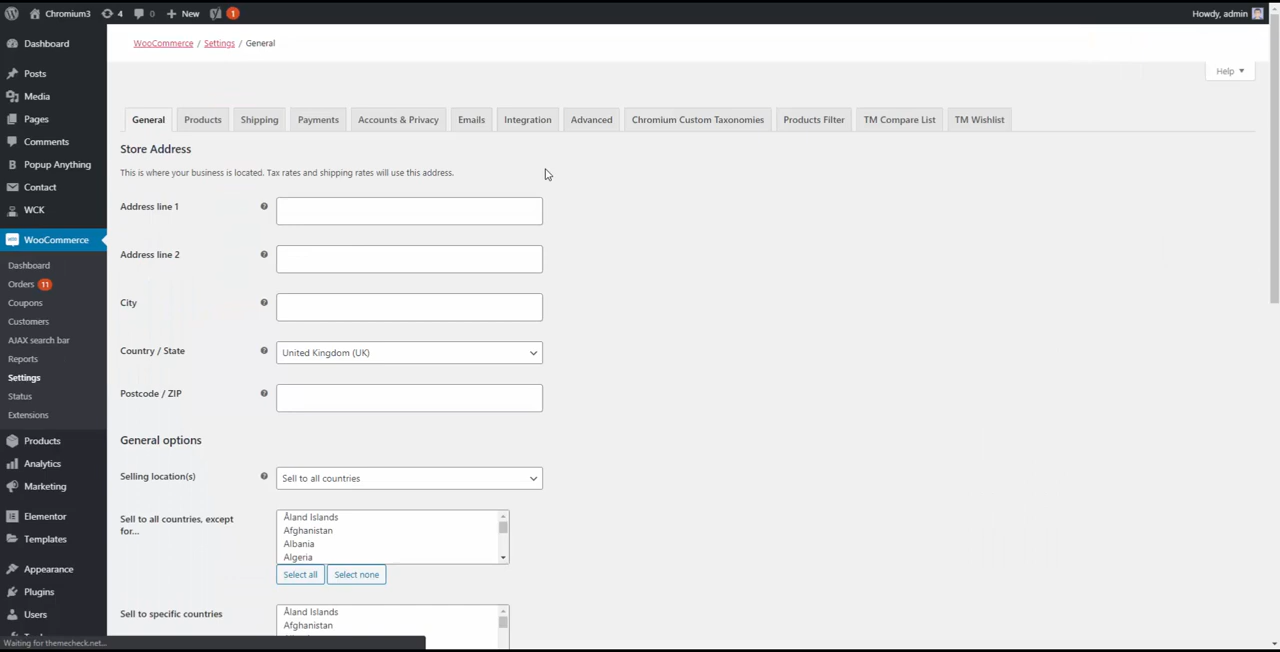 Chromium3 4 0 + New 1 Howdy, admin
Dashboard
Posts
Media
Pages
Comments
Popup Anything
Contact
WCK
WooCommerce
Dashboard
Orders 11
Coupons
Customers
AJAX search bar
Reports
Settings
Status
Extensions
Products
Analytics
Marketing
Elementor
Templates
Appearance
Plugins
Users
Waiting for themecheck.net...
WooCommerce / Settings / General
Help
General Products Shipping Payments Accounts & Privacy Emails Integration Advanced Chromium Custom Taxonomies Products Filter TM Compare List TM Wishlist
Store Address
This is where your business is located. Tax rates and shipping rates will use this address.
Address line 1
Address line 2
City
Country / State United Kingdom (UK)
Postcode / ZIP
General options
Selling location(s) Sell to all countries
Sell to all countries, except for...
Åland Islands
Afghanistan
Albania
Algeria
Select all Select none
Sell to specific countries
Åland Islands
Afghanistan